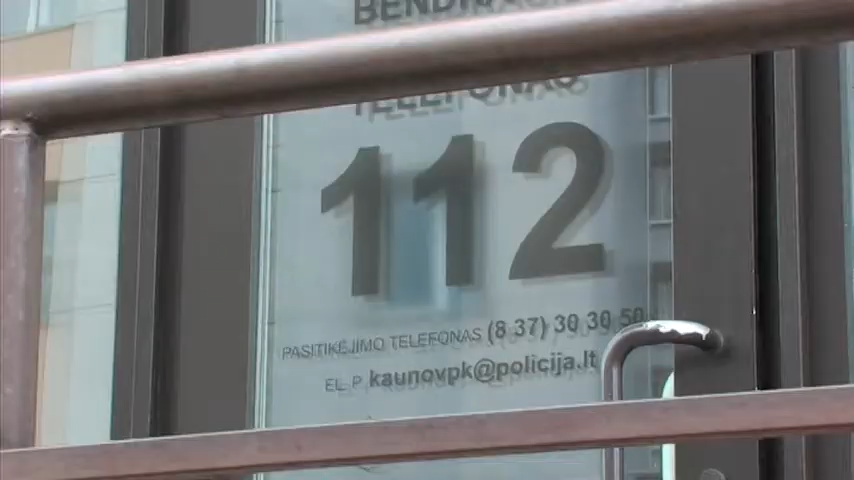 TELEFONAS
112
PASITIKĖJIMO TELEFONAS (8 37) 30 30 50
EL. P. kaunovpk@policija.lt